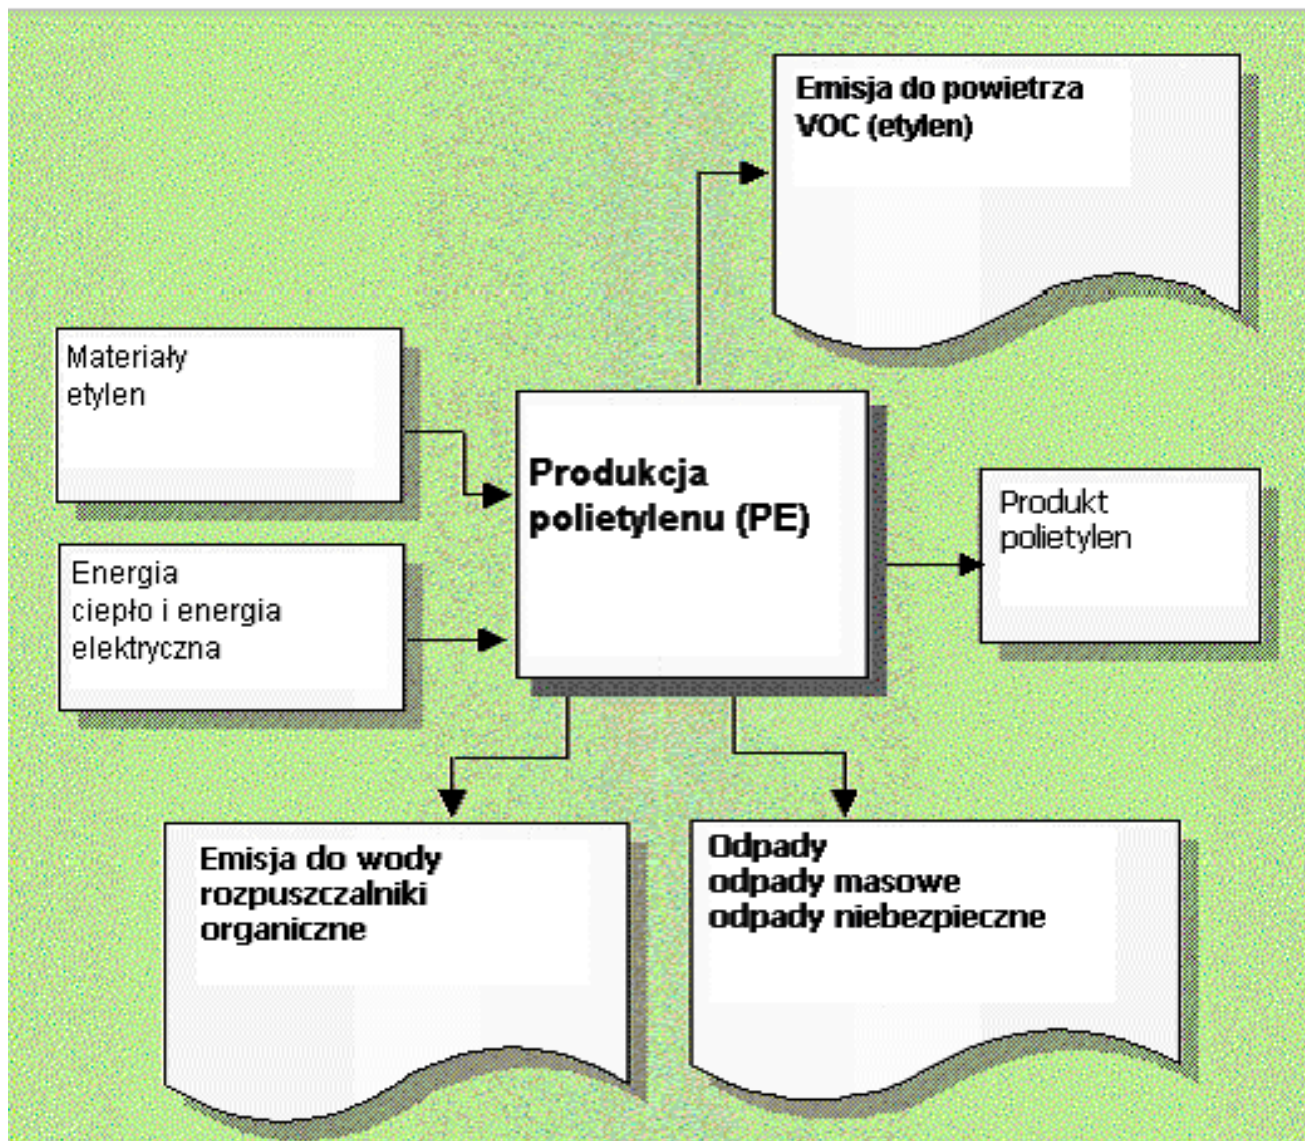 Emisja do powietrza
VOC (etylen)
Materiały
etylen
Produkcja
polietylenu (PE)
Produkt
polietylen
Energia
ciepło i energia
elektryczna
Emisja do wody
rozpuszczalniki
organiczne
Odpady
odpady masowe
odpady niebezpieczne